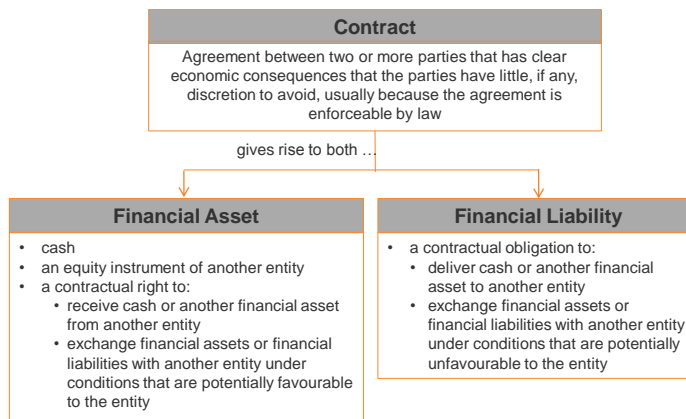 Contract
Agreement between two or more parties that has clear
economic consequences that the parties have little, if any,
discretion to avoid, usually because the agreement is
enforceable by law
gives rise to both …
Financial Asset
• cash
• an equity instrument of another entity
• a contractual right to:
• receive cash or another financial asset
from another entity
• exchange financial assets or financial
liabilities with another entity under
conditions that are potentially favourable
to the entity
Financial Liability
• a contractual obligation to:
• deliver cash or another financial
asset to another entity
• exchange financial assets or
financial liabilities with another entity
under conditions that are potentially
unfavourable to the entity